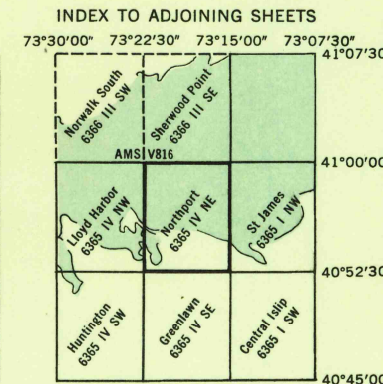 INDEX TO ADJOINING SHEETS
73°30'00" 73°22'30" 73°15'00" 73°07'30"
41°07'30
Norwalk South
6366 III SW
Sherwood Point
6366 III SE
AMS V816
41°00'00
Lloyd Harbor
6365 IV NW
Northport
6365 IV NE
St James
6365 I NW
40°52'30
Huntington
6365 IV SW
Greenlawn
6365 IV SE
Central Islip
6365 I SW
40°45'00